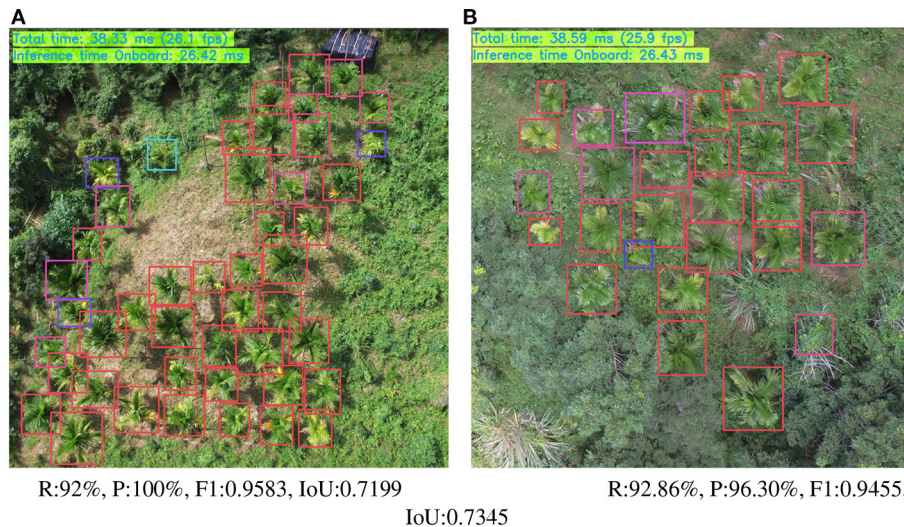 A
B
Total time: 38.33 ms (26.1 fps)
Inference time Onboard: 26.42 ms
Total time: 38.59 ms (25.9 fps)
Inference time Onboard: 26.43 ms
R:92%, P:100%, F1:0.9583, IoU:0.7199
R:92.86%, P:96.30%, F1:0.9455,
IoU:0.7345